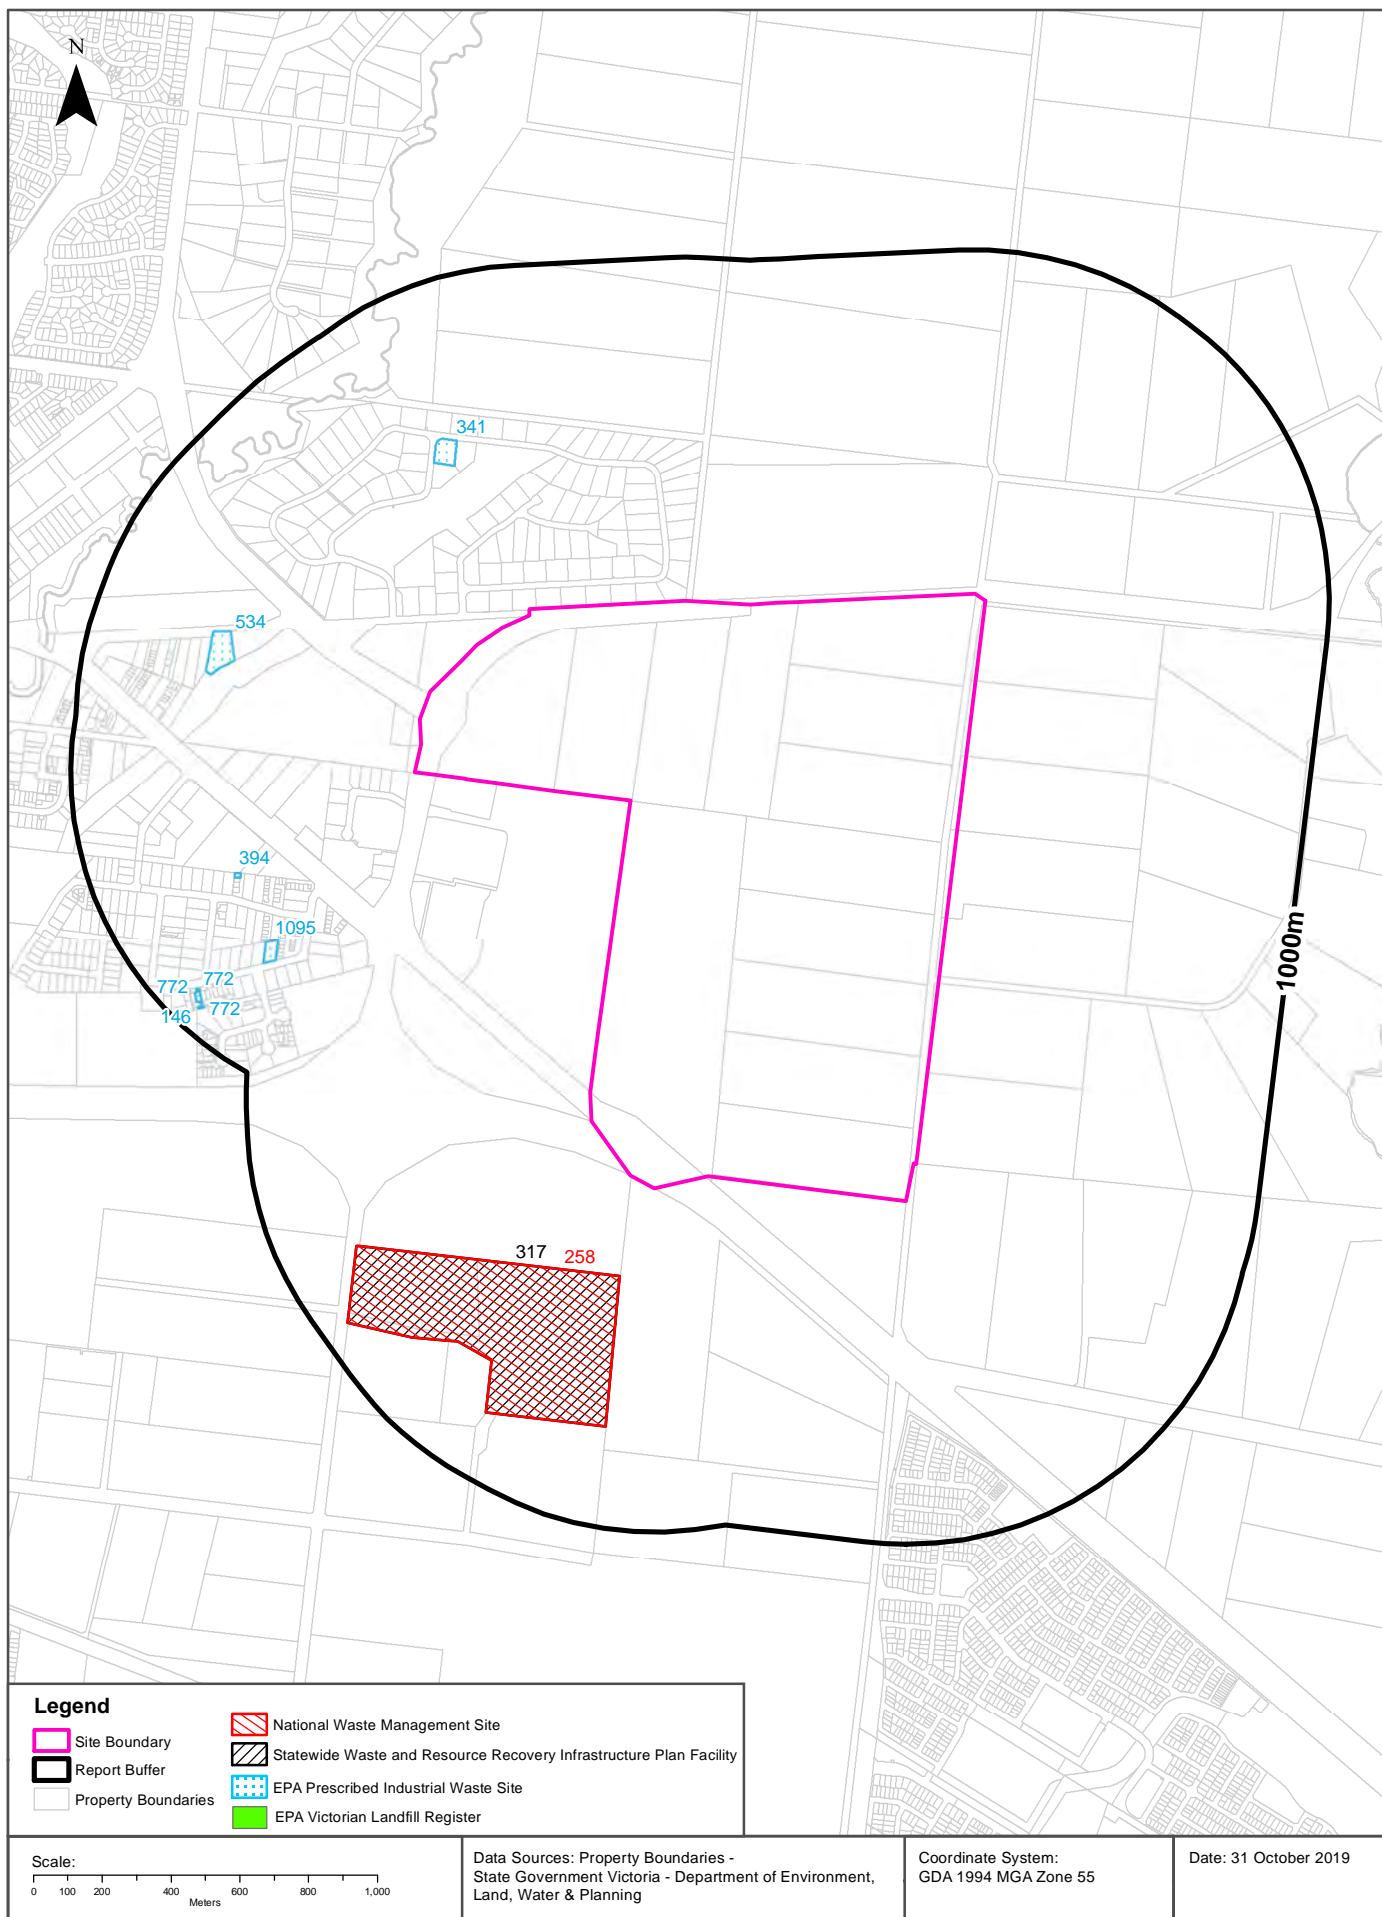 N
341
534
394
1095
772
772
146
772
1000m
317
258
Legend
Site Boundary
Report Buffer
Property Boundaries
National Waste Management Site
Statewide Waste and Resource Recovery Infrastructure Plan Facility
EPA Prescribed Industrial Waste Site
EPA Victorian Landfill Register
Scale:
0 100 200 400 600 800 1,000
Meters
Data Sources: Property Boundaries -
State Government Victoria - Department of Environment,
Land, Water & Planning
Coordinate System:
GDA 1994 MGA Zone 55
Date: 31 October 2019